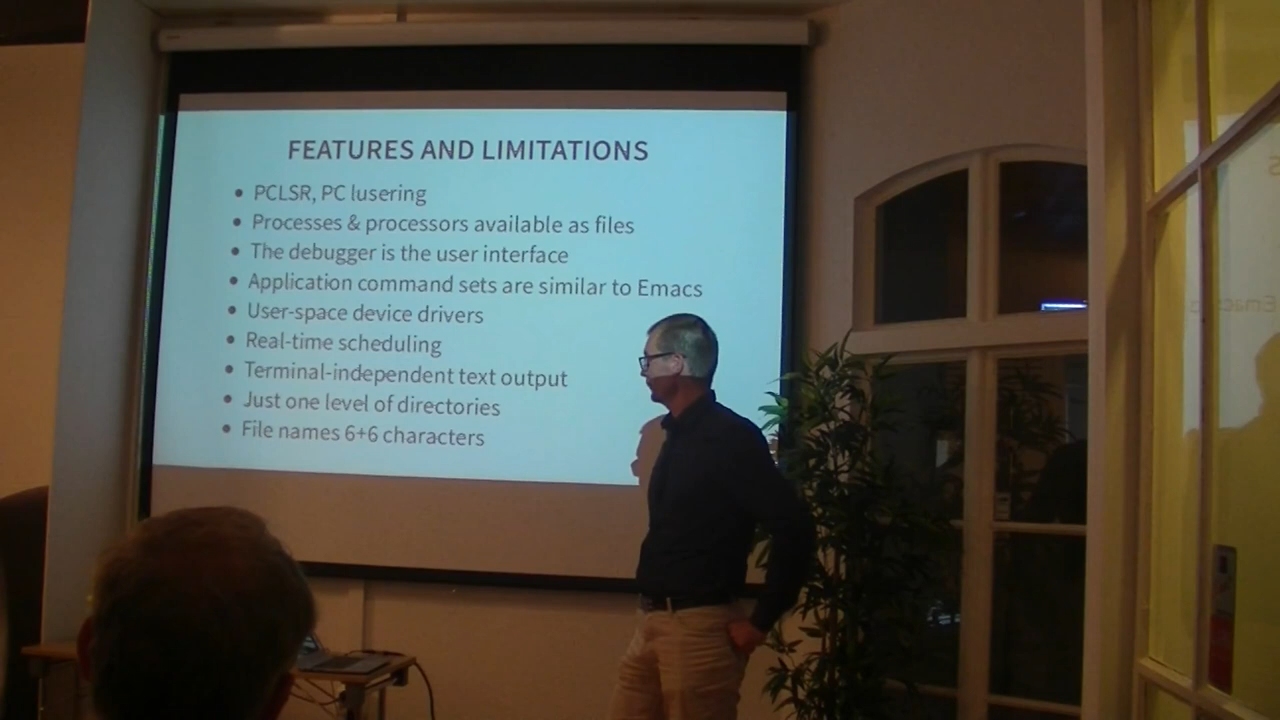 FEATURES AND LIMITATIONS
• PCLSR, PC lusering
• Processes & processors available as files
• The debugger is the user interface
• Application command sets are similar to Emacs
• User-space device drivers
• Real-time scheduling
• Terminal-independent text output
• Just one level of directories
• File names 6+6 characters